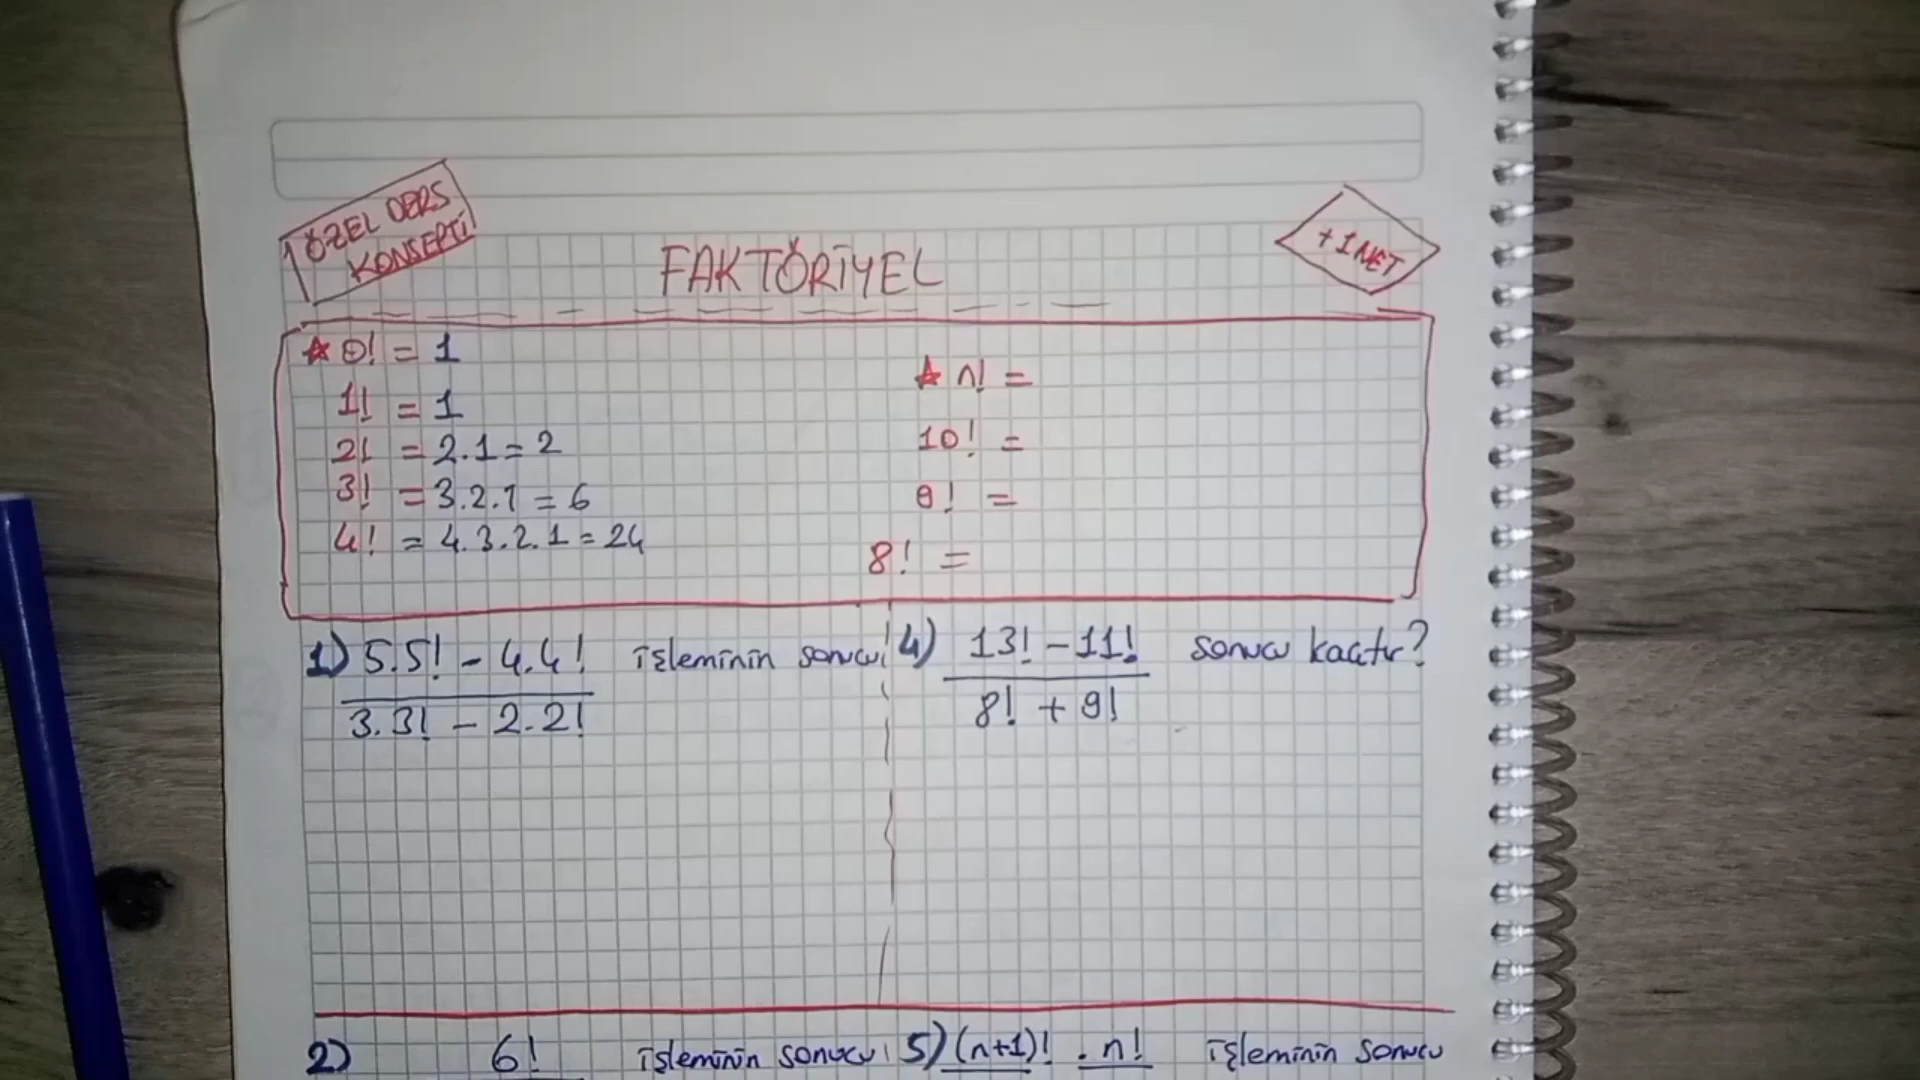 ÖZEL DERS
KONSEPTİ
FAKTÖRİYEL
+1 NET
☆ 0! = 1
1! = 1
2! = 2.1 = 2
3! = 3.2.1 = 6
4! = 4.3.2.1 = 24
☆ n! =
10! =
9! =
8! =
1) 5.5! - 4.4! işleminin sonucu
3.3! - 2.2!
4) 13! - 11! sonucu kaçtır?
8! + 9!
2) 6! işleminin sonucu
5) (n+1)! . n! işleminin sonucu